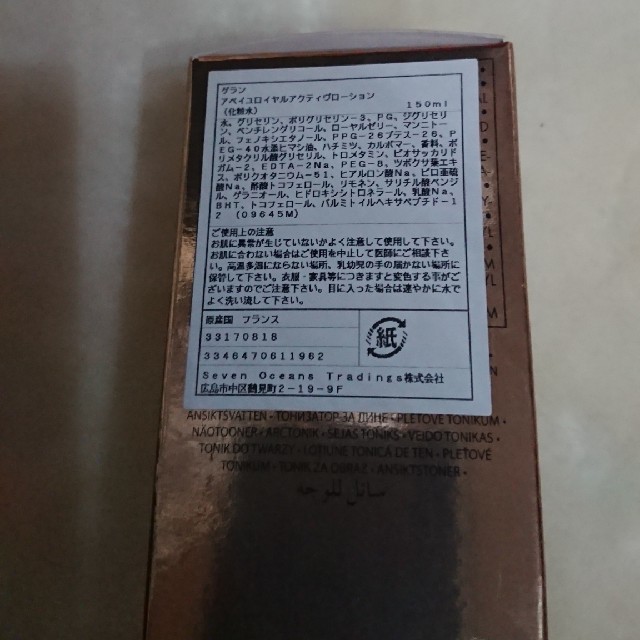 グラン
アベイユロイヤルアクティヴローション
(化粧水) 150ml
水、グリセリン、ポリグリセリン-3、PG、ジグリセリ
ン、ペンチレングリコール、ローヤルゼリー、マンニトー
ル、フェノキシエタノール、PPG-26ブテス-26、P
EG-40水添ヒマシ油、ハチミツ、カルボマー、香料、ポ
リメタクリル酸グリセリル、トロメタミン、ビオサッカリド
ガム-2、EDTA-2Na、PEG-8、ツボクサ葉エキ
ス、ポリクオタニウム-51、ヒアルロン酸Na、ピロ亜硫
酸Na、酢酸トコフェロール、リモネン、サリチル酸ベンジ
ル、ゲラニオール、ヒドロキシシトロネラール、乳酸Na、
BHT、トコフェロール、パルミトイルヘキサペプチド-1
2 (09645M)
ご使用上の注意
お肌に異常が生じていないかよく注意して使用して下さい。
お肌に合わない場合はご使用を中止して医師にご相談下さ
い。高温多湿にならない場所、乳幼児の手の届かない場所に
保管して下さい。衣服・家具等につきますと変色する事がご
ざいますのでご注意下さい。目に入った場合は速やかに水で
よく洗い流して下さい。
原産国 フランス
33170818
3346470611962
紙
Seven Oceans Tradings株式会社
広島市中区鶴見町2-19-9F
ANSIKTSVATTEN • ТОНИЗАТОР ЗА ЛИЦЕ • PLEŤOVÉ TONIKUM •
NÄOTOONER • ARCTONIK • SEJAS TONIKS • VEIDO TONIKAS •
TONIK DO TWARZY • LOTIUNE TONICĂ DE TEN • PLEŤOVÉ
TONIKUM • TONIK ZA OBRAZ • ANSIKTSTONER •
سائل للوجه